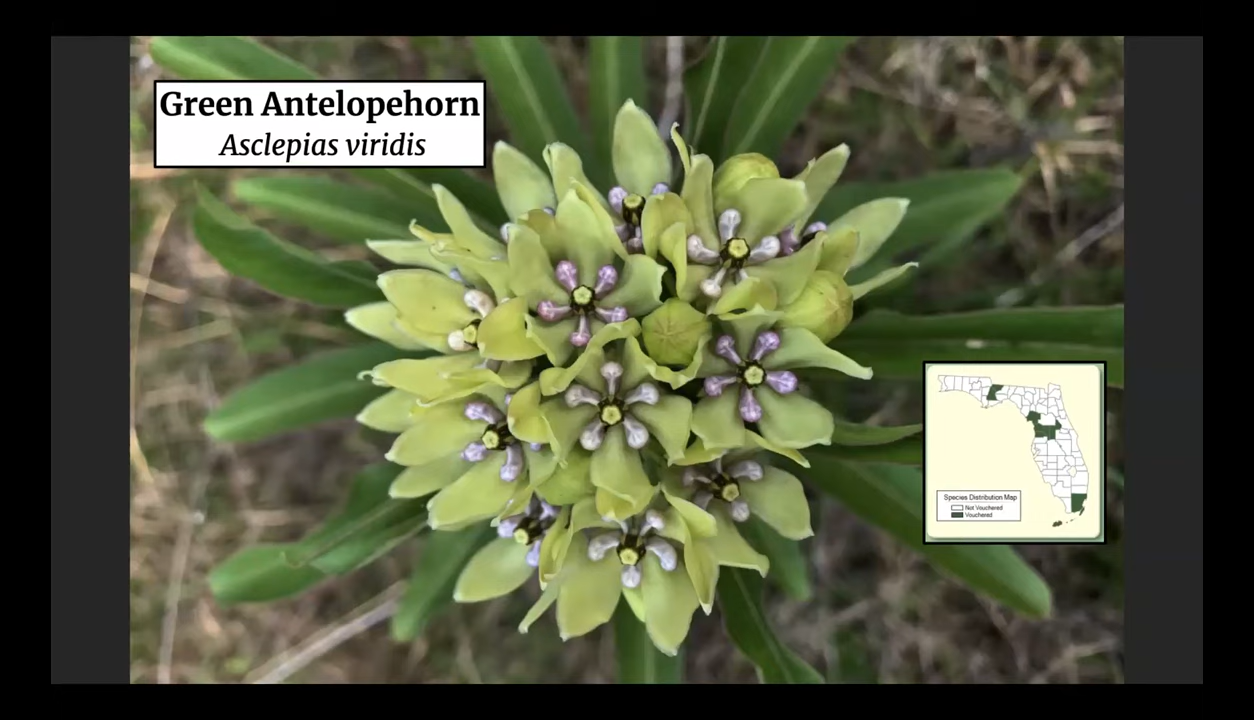 Green Antelopehorn
Asclepias viridis
Species Distribution Map
Not Vouchered
Vouchered